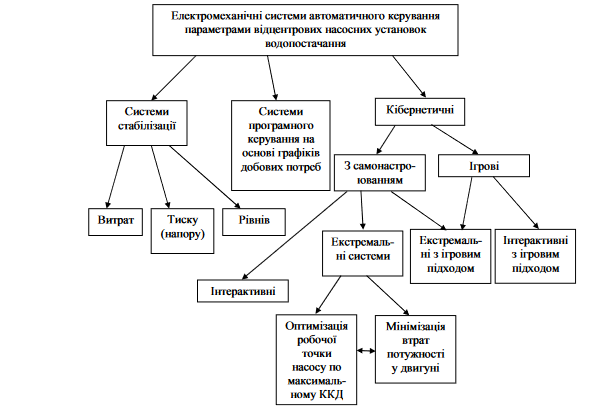 Електромеханічні системи автоматичного керування
параметрами відцентрових насосних установок
водопостачання
Системи
стабілізації
Системи
програмного
керування на
основі графіків
добових потреб
Кібернетичні
З самонастро-
юванням
Ігрові
Витрат
Тиску
(напору)
Рівнів
Інтерактивні
Екстремаль-
ні системи
Екстремаль-
ні з ігровим
підходом
Інтерактивні
з ігровим
підходом
Оптимізація
робочої
точки
насосу по
максималь-
ному ККД
Мінімізація
втрат
потужності
у двигуні